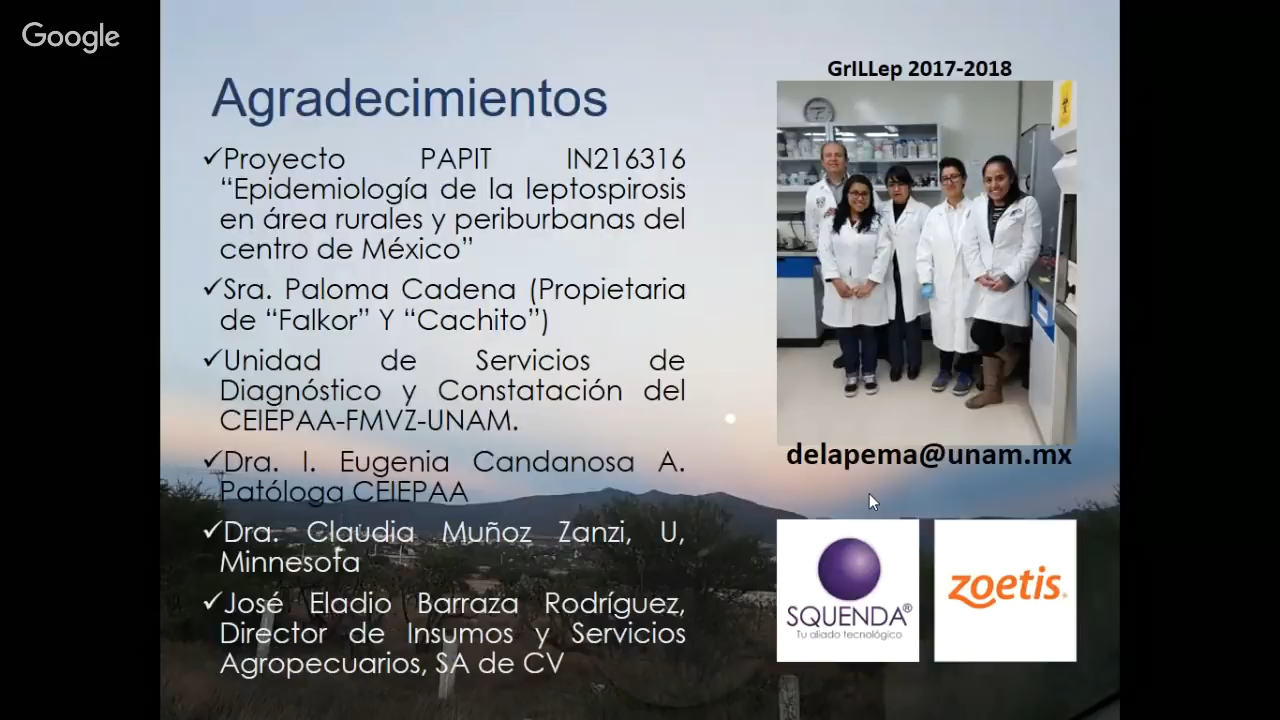 Google
Agradecimientos
✓Proyecto PAPIT IN216316
“Epidemiología de la leptospirosis
en área rurales y periburbanas del
centro de México”
✓Sra. Paloma Cadena (Propietaria
de “Falkor” Y “Cachito”)
✓Unidad de Servicios de
Diagnóstico y Constatación del
CEIEPAA-FMVZ-UNAM.
✓Dra. I. Eugenia Candanosa A.
Patóloga CEIEPAA
✓Dra. Claudia Muñoz Zanzi, U,
Minnesota
✓José Eladio Barraza Rodríguez,
Director de Insumos y Servicios
Agropecuarios, SA de CV
GrILLep 2017-2018
delapema@unam.mx
SQUENDA®
Tu aliado tecnológico
zoetis